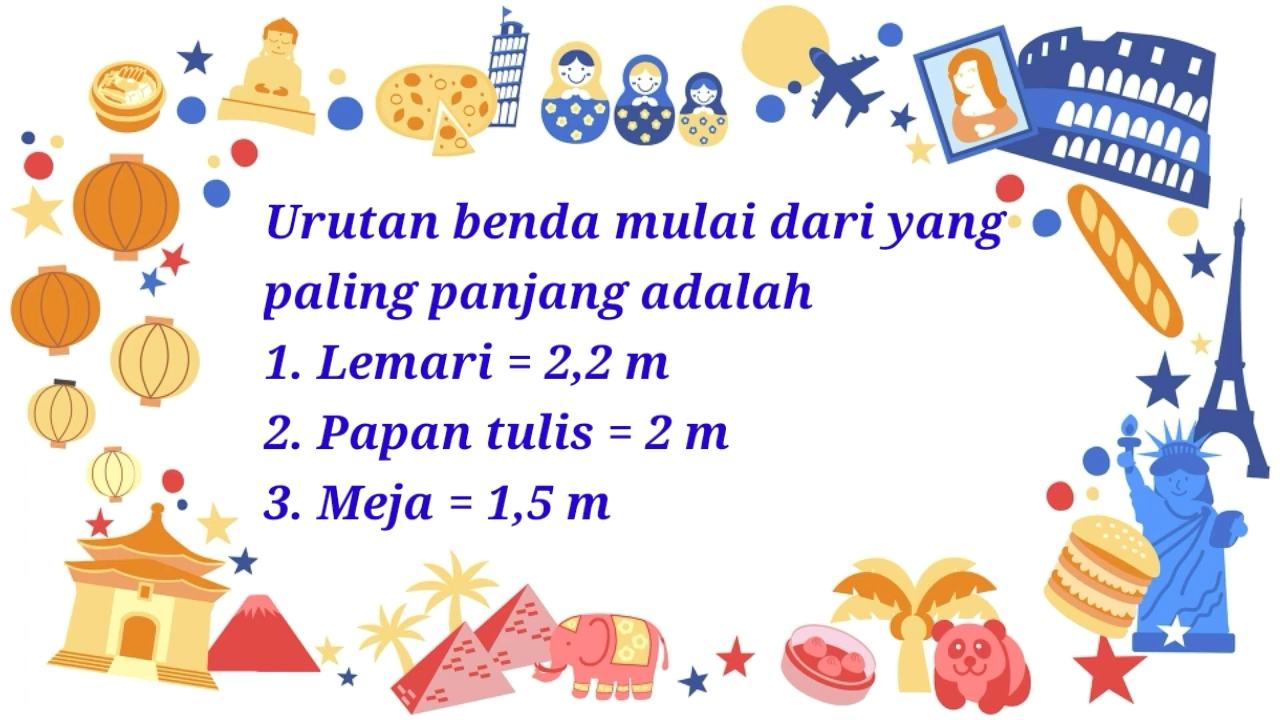 Urutan benda mulai dari yang
paling panjang adalah
1. Lemari = 2,2 m
2. Papan tulis = 2 m
3. Meja = 1,5 m